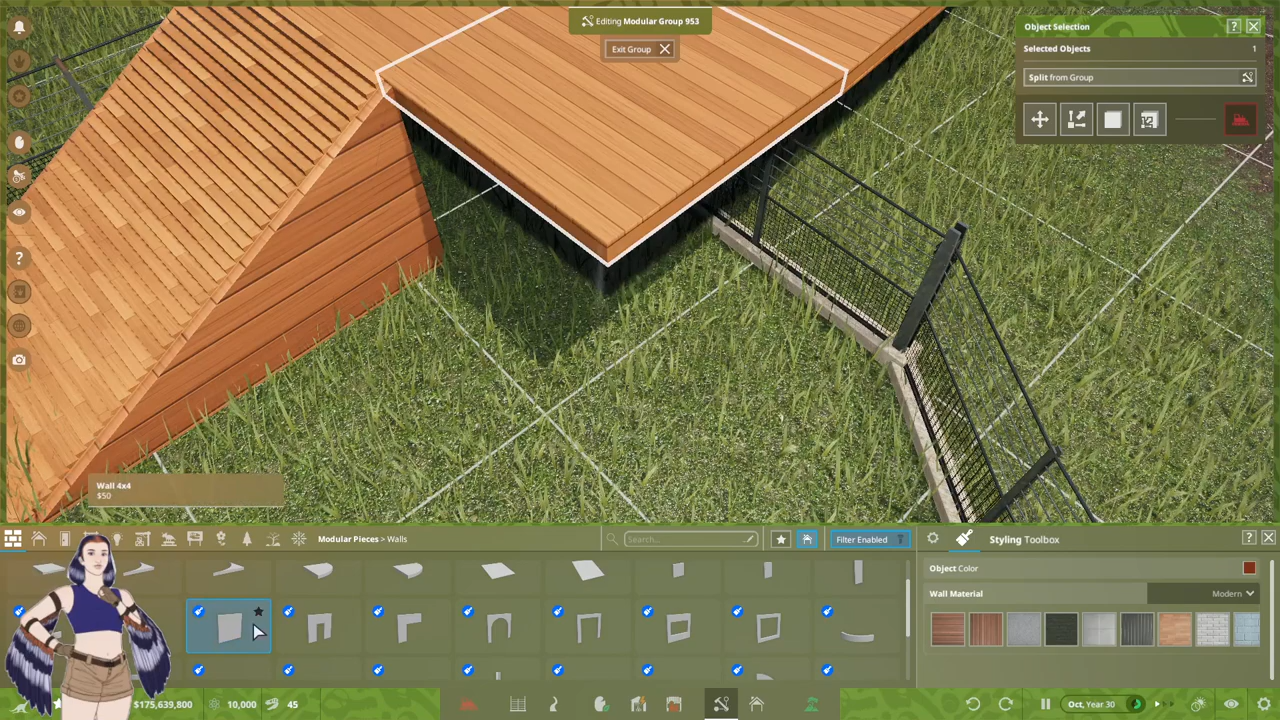 Editing Modular Group 953
Exit Group
Object Selection
?
Selected Objects 1
Split from Group
?
Wall 4x4
$50
Modular Pieces > Walls
Search...
Filter Enabled
Styling Toolbox
?
Object Color
Wall Material
Modern
$175,639,800
10,000
45
Oct, Year 30